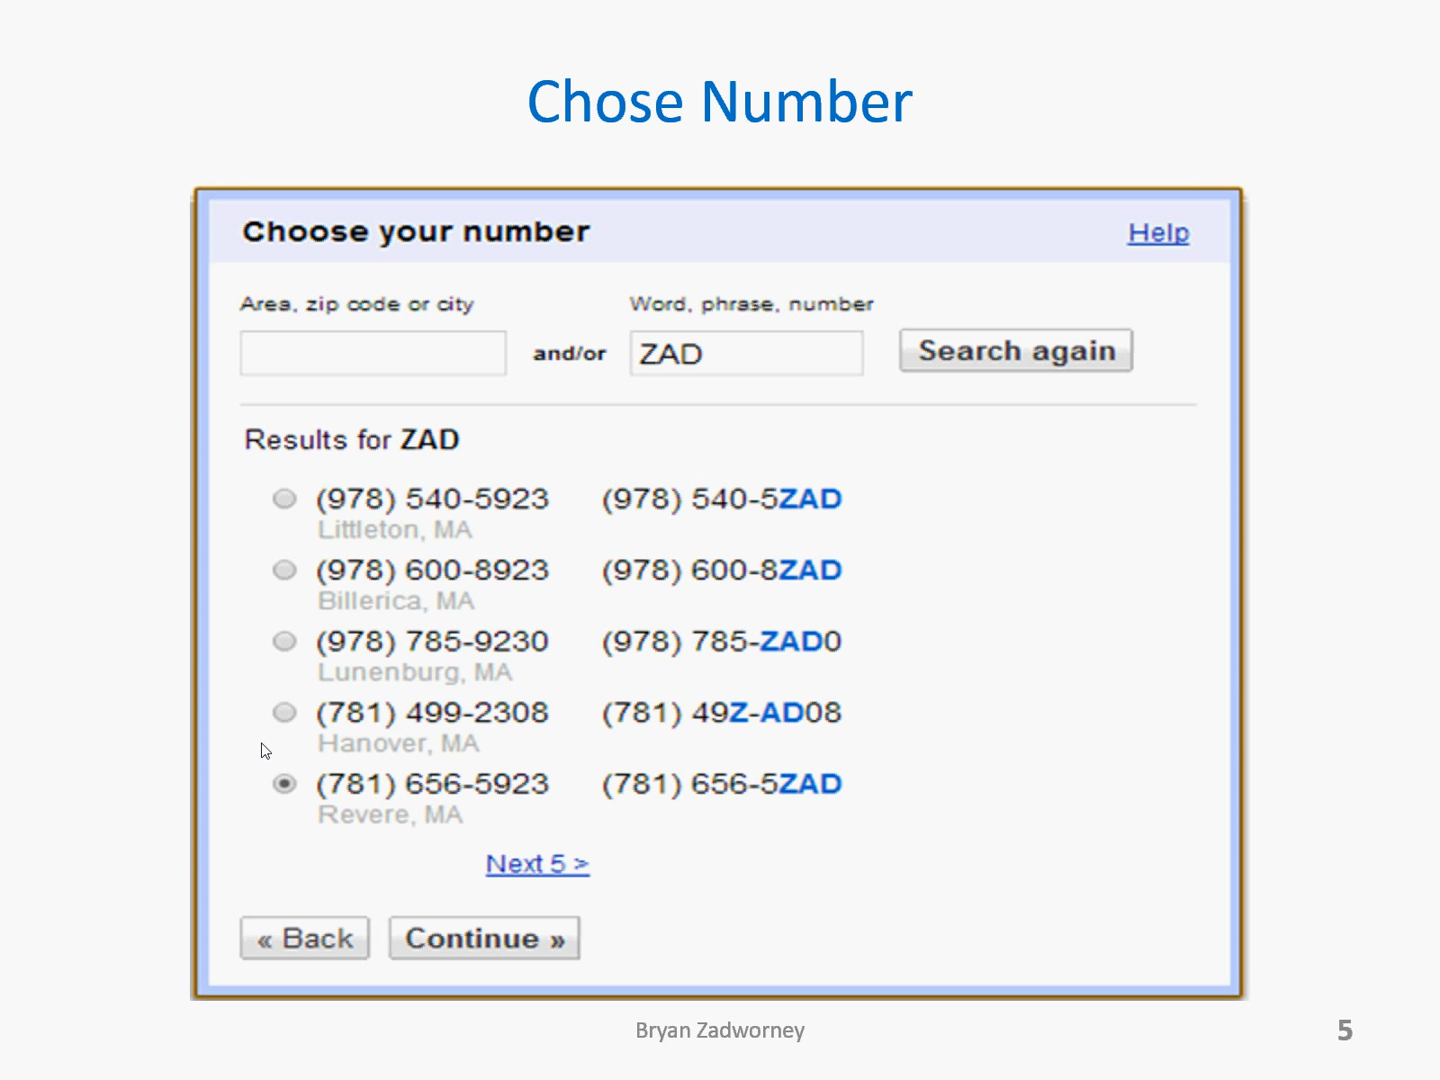 Chose Number
Choose your number
Help
Area, zip code or city
Word, phrase, number
and/or
ZAD
Search again
Results for ZAD
(978) 540-5923 (978) 540-5ZAD
Littleton, MA
(978) 600-8923 (978) 600-8ZAD
Billerica, MA
(978) 785-9230 (978) 785-ZAD0
Lunenburg, MA
(781) 499-2308 (781) 49Z-AD08
Hanover, MA
(781) 656-5923 (781) 656-5ZAD
Revere, MA
Next 5 >
« Back
Continue »
Bryan Zadworney
5